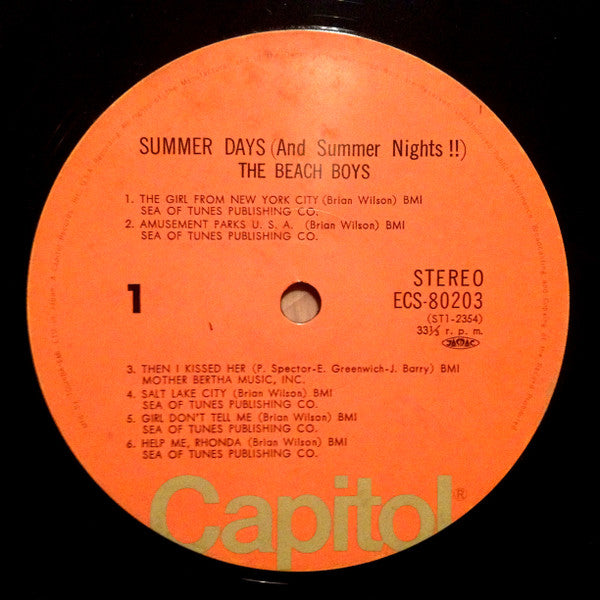 SUMMER DAYS (And Summer Nights !!)
THE BEACH BOYS
1. THE GIRL FROM NEW YORK CITY (Brian Wilson) BMI
SEA OF TUNES PUBLISHING CO.
2. AMUSEMENT PARKS U. S. A. (Brian Wilson) BMI
SEA OF TUNES PUBLISHING CO.
1
STEREO
ECS-80203
(ST1-2354)
33⅓ r. p. m.
JASRAC
3. THEN I KISSED HER (P. Spector-E. Greenwich-J. Barry) BMI
MOTHER BERTHA MUSIC, INC.
4. SALT LAKE CITY (Brian Wilson) BMI
SEA OF TUNES PUBLISHING CO.
5. GIRL DON'T TELL ME (Brian Wilson) BMI
SEA OF TUNES PUBLISHING CO.
6. HELP ME, RHONDA (Brian Wilson) BMI
SEA OF TUNES PUBLISHING CO.
Capitol®